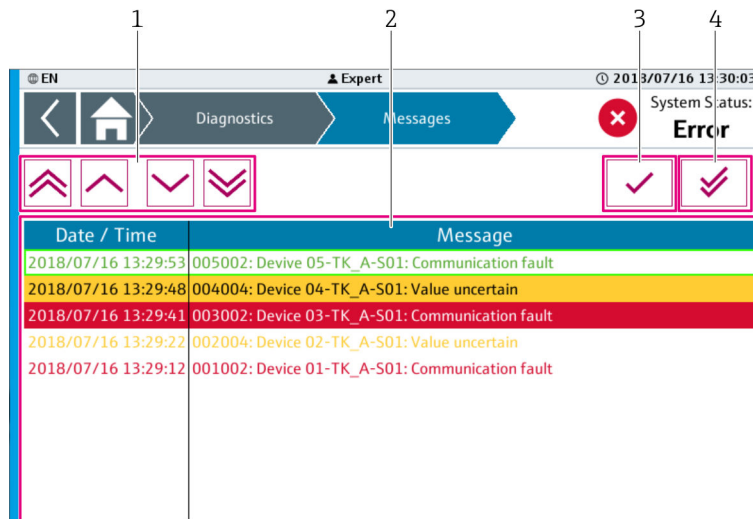 1 2 3 4
EN Expert 2018/07/16 13:30:03
Diagnostics Messages System Status:
Error
Date / Time Message
2018/07/16 13:29:53 005002: Devive 05-TK_A-S01: Communication fault
2018/07/16 13:29:48 004004: Device 04-TK_A-S01: Value uncertain
2018/07/16 13:29:41 003002: Device 03-TK_A-S01: Communication fault
2018/07/16 13:29:22 002004: Device 02-TK_A-S01: Value uncertain
2018/07/16 13:29:12 001002: Device 01-TK_A-S01: Communication fault